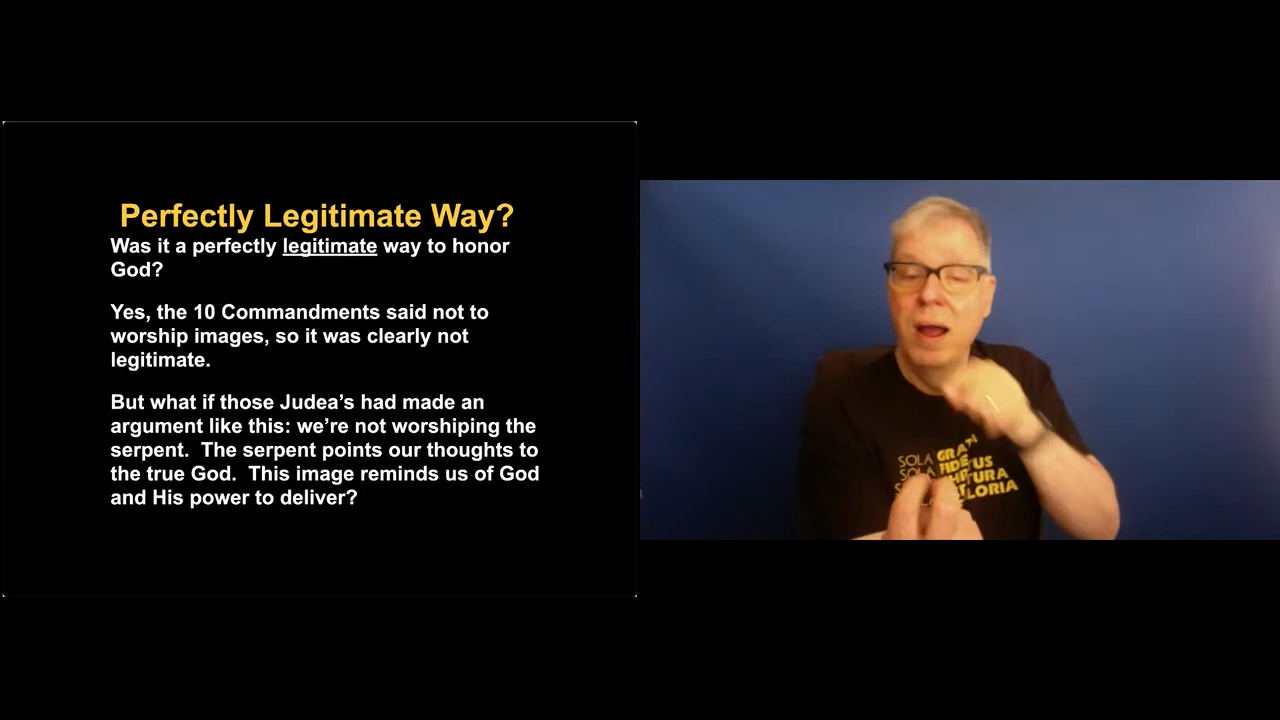 Perfectly Legitimate Way?
Was it a perfectly legitimate way to honor
God?
Yes, the 10 Commandments said not to
worship images, so it was clearly not
legitimate.
But what if those Judea’s had made an
argument like this: we’re not worshiping the
serpent.  The serpent points our thoughts to
the true God.  This image reminds us of God
and His power to deliver?
SOLA
SOLA